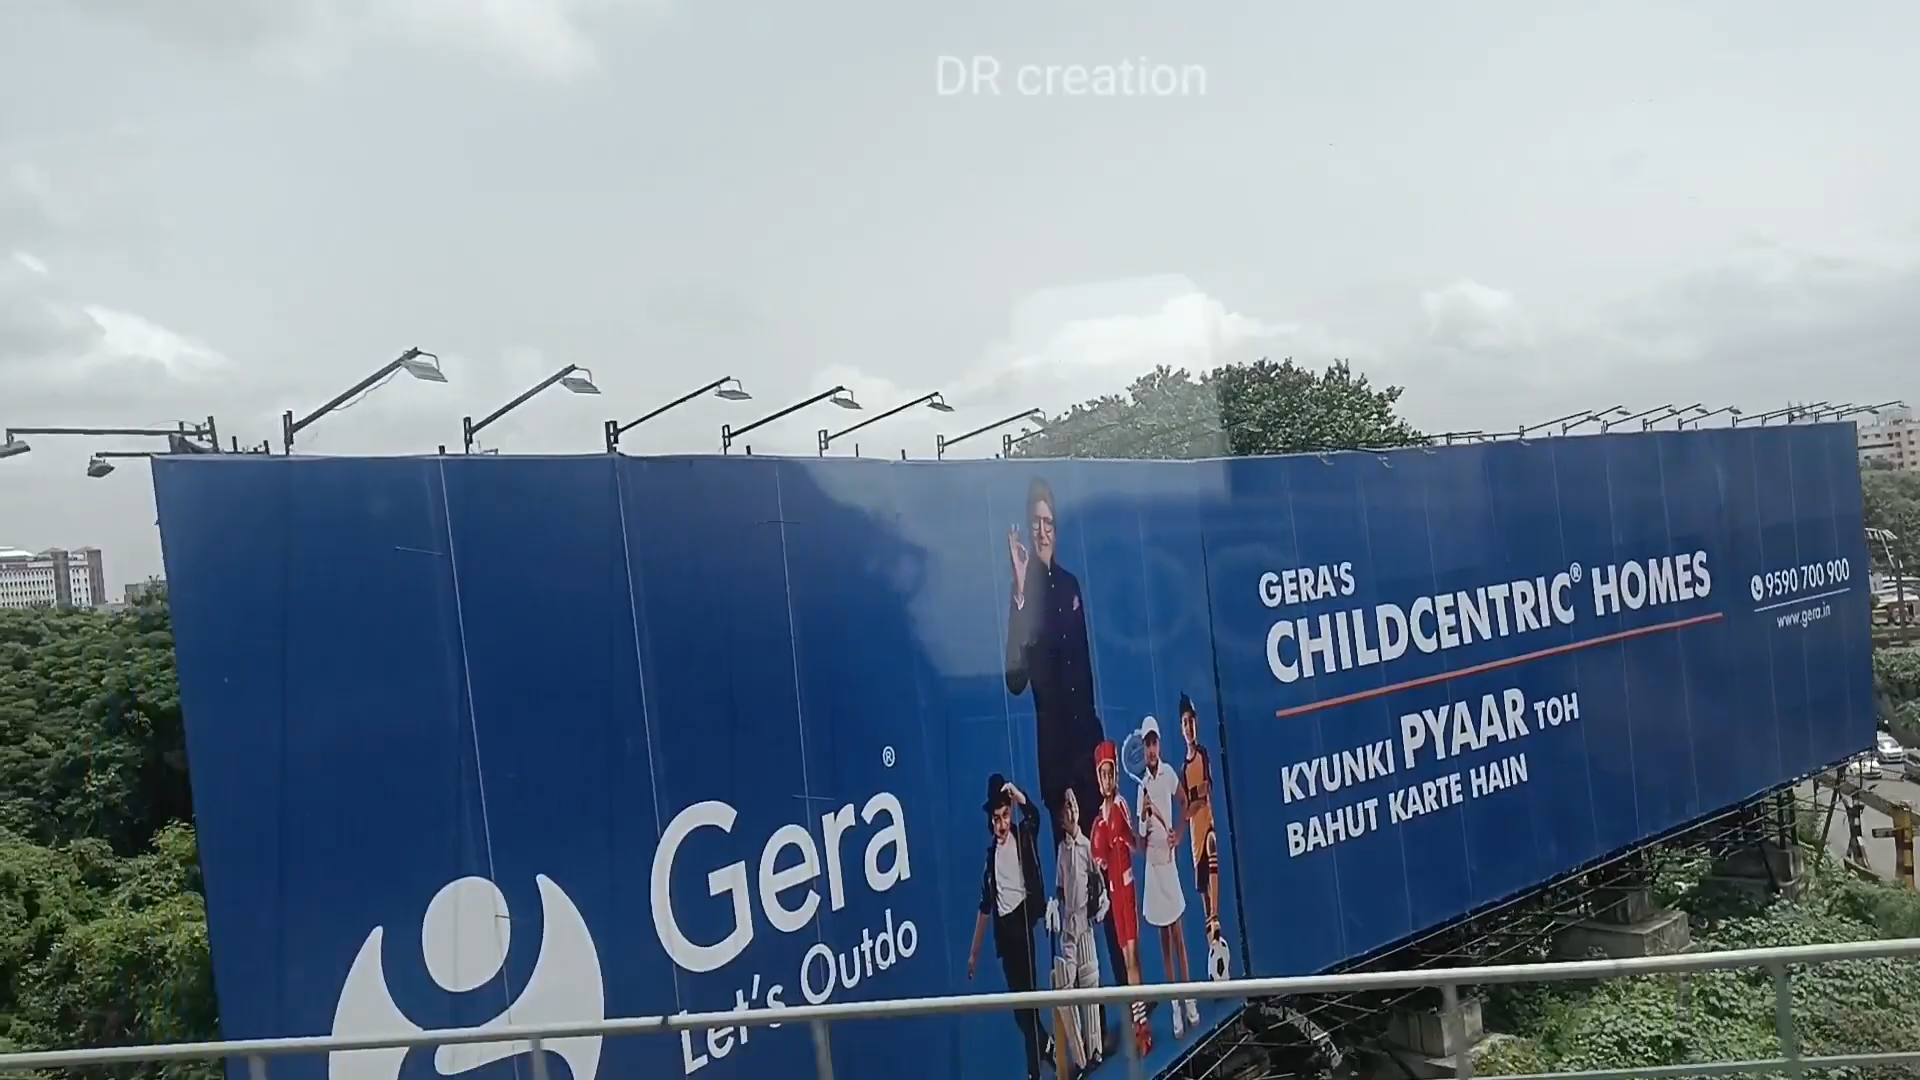 DR creation
Gera®
Let's Outdo
GERA'S
CHILDCENTRIC® HOMES
KYUNKI PYAAR TOH
BAHUT KARTE HAIN
9590 700 900
www.gera.in